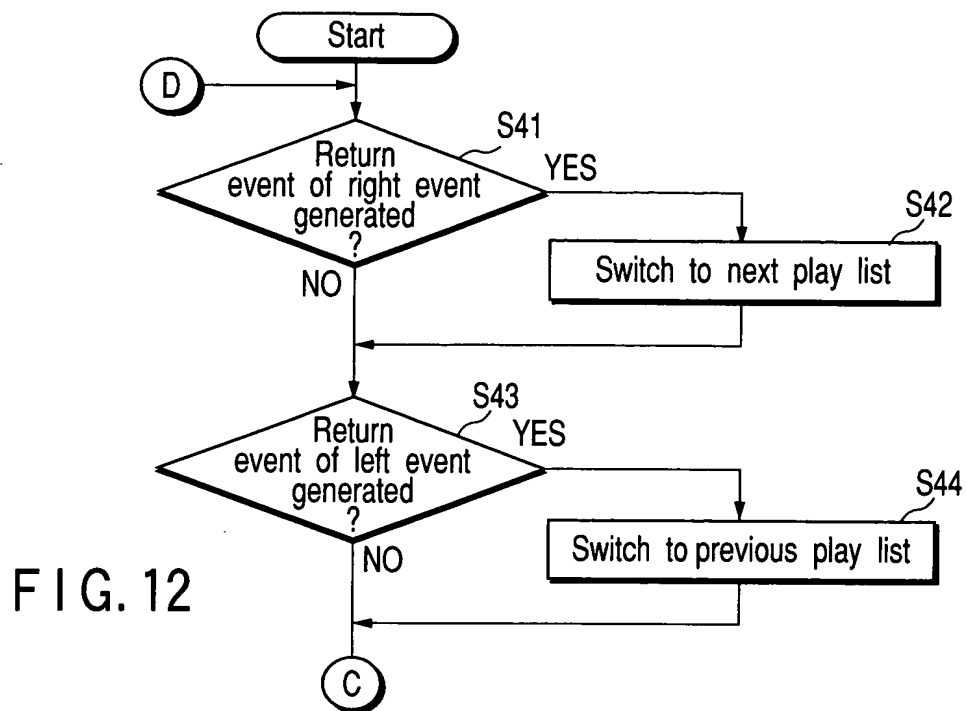 Start
D
S41
Return
event of right event
generated
?
YES
NO
S42
Switch to next play list
S43
Return
event of left event
generated
?
YES
NO
S44
Switch to previous play list
FIG. 12
C